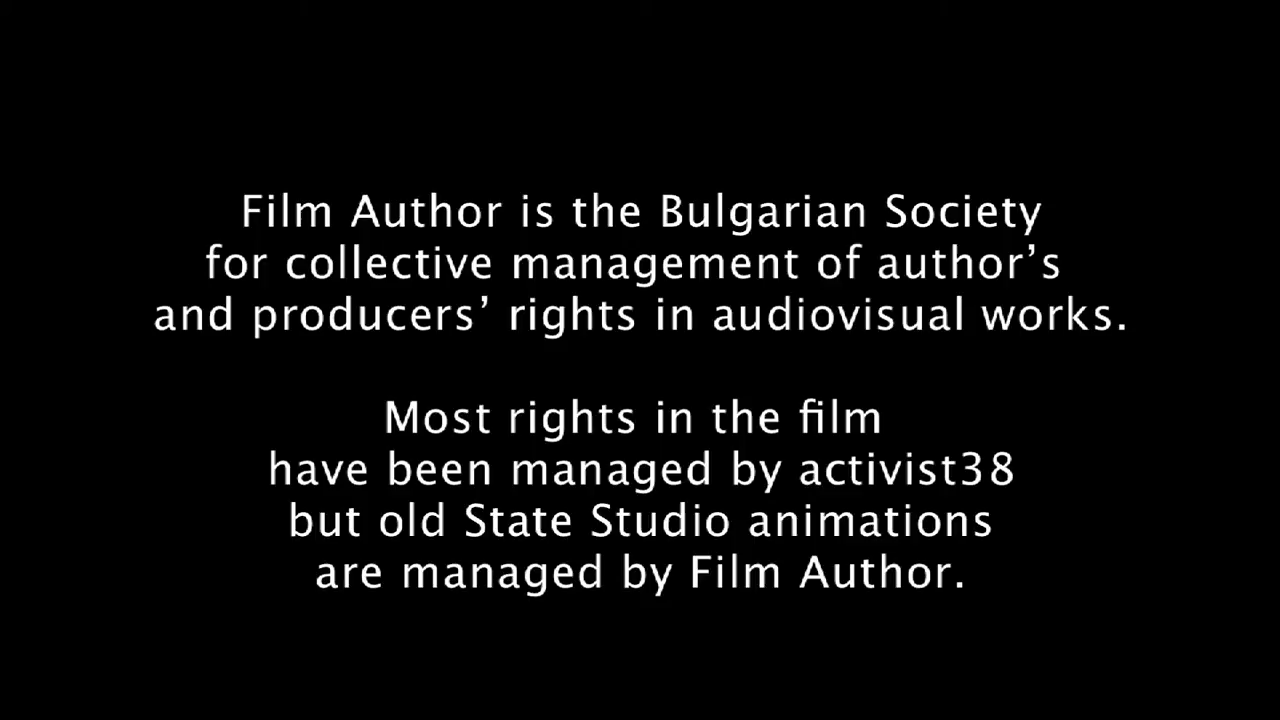 Film Author is the Bulgarian Society
for collective management of author’s
and producers’ rights in audiovisual works.
Most rights in the film
have been managed by activist38
but old State Studio animations
are managed by Film Author.